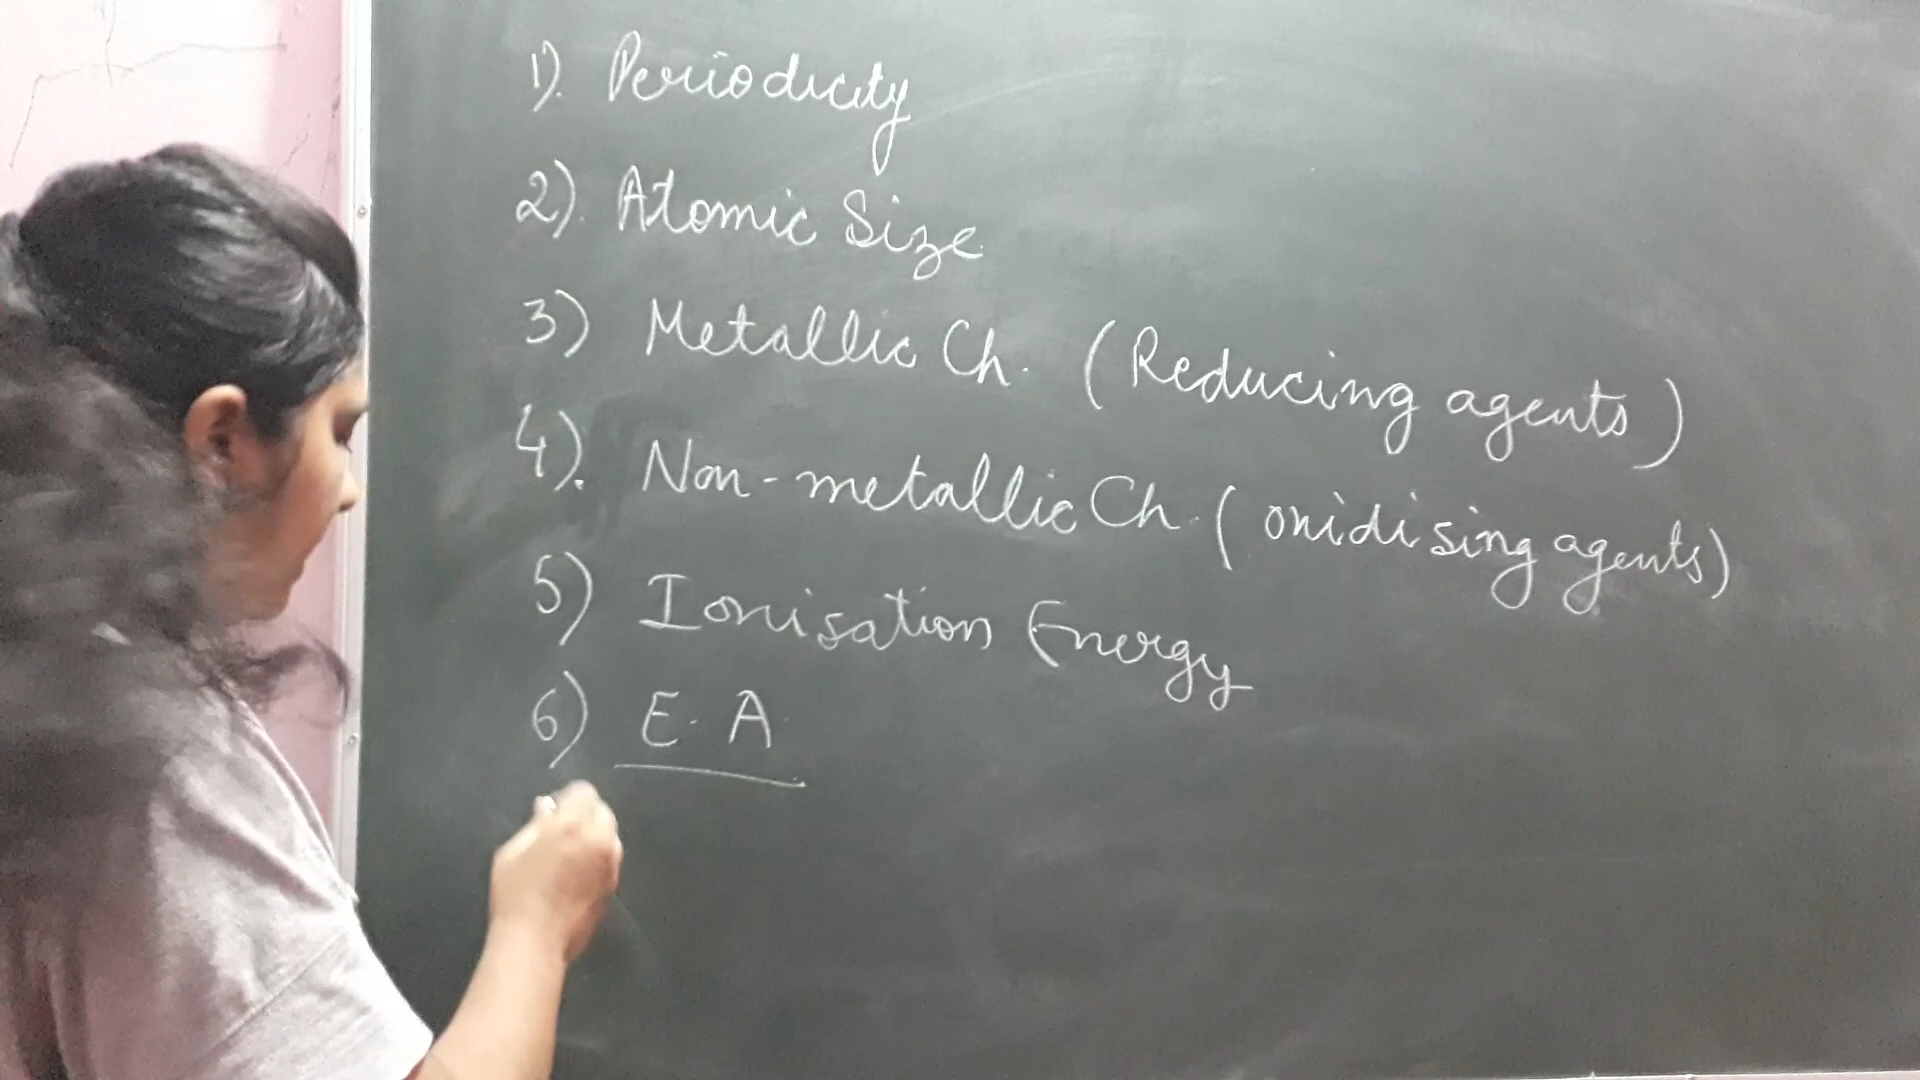 1). Periodicity
2). Atomic Size
3) Metallic Ch. (Reducing agents)
4). Non-metallic Ch. (oxidising agents)
5) Ionisation Energy
6) E. A